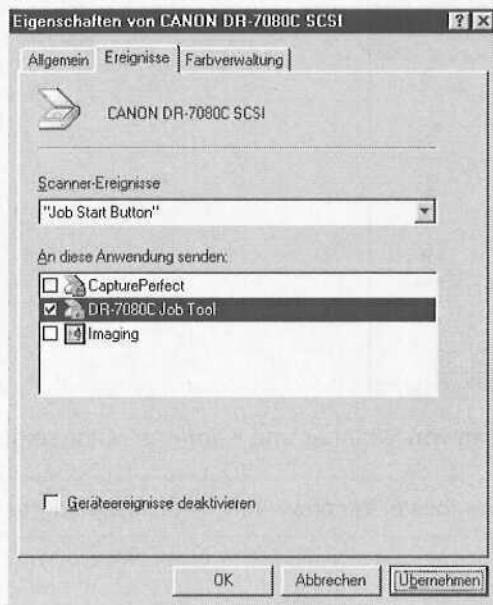 Eigenschaften von CANON DR-7080C SCSI
Allgemein Ereignisse Farbverwaltung
CANON DR-7080C SCSI
Scanner-Ereignisse
"Job Start Button"
An diese Anwendung senden:
CapturePerfect
DR-7080C Job Tool
Imaging
Geräteereignisse deaktivieren
OK Abbrechen Übernehmen